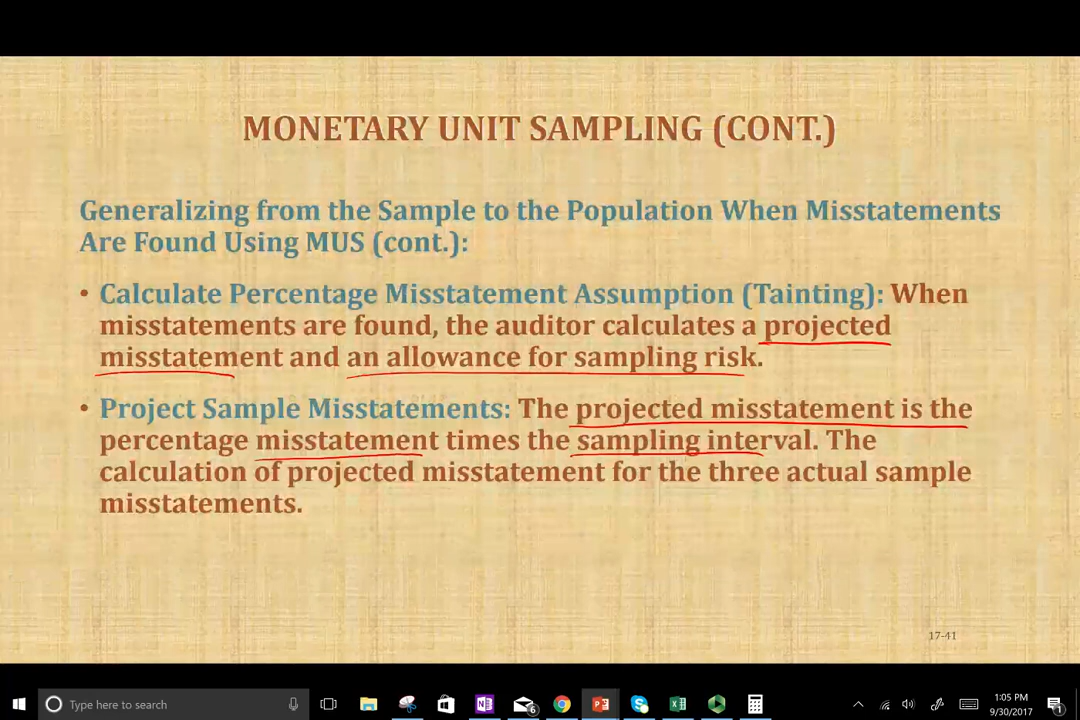 MONETARY UNIT SAMPLING (CONT.)
Generalizing from the Sample to the Population When Misstatements
Are Found Using MUS (cont.):
• Calculate Percentage Misstatement Assumption (Tainting): When
misstatements are found, the auditor calculates a projected
misstatement and an allowance for sampling risk.
• Project Sample Misstatements: The projected misstatement is the
percentage misstatement times the sampling interval. The
calculation of projected misstatement for the three actual sample
misstatements.
17-41
Type here to search
6
1:05 PM
9/30/2017
1